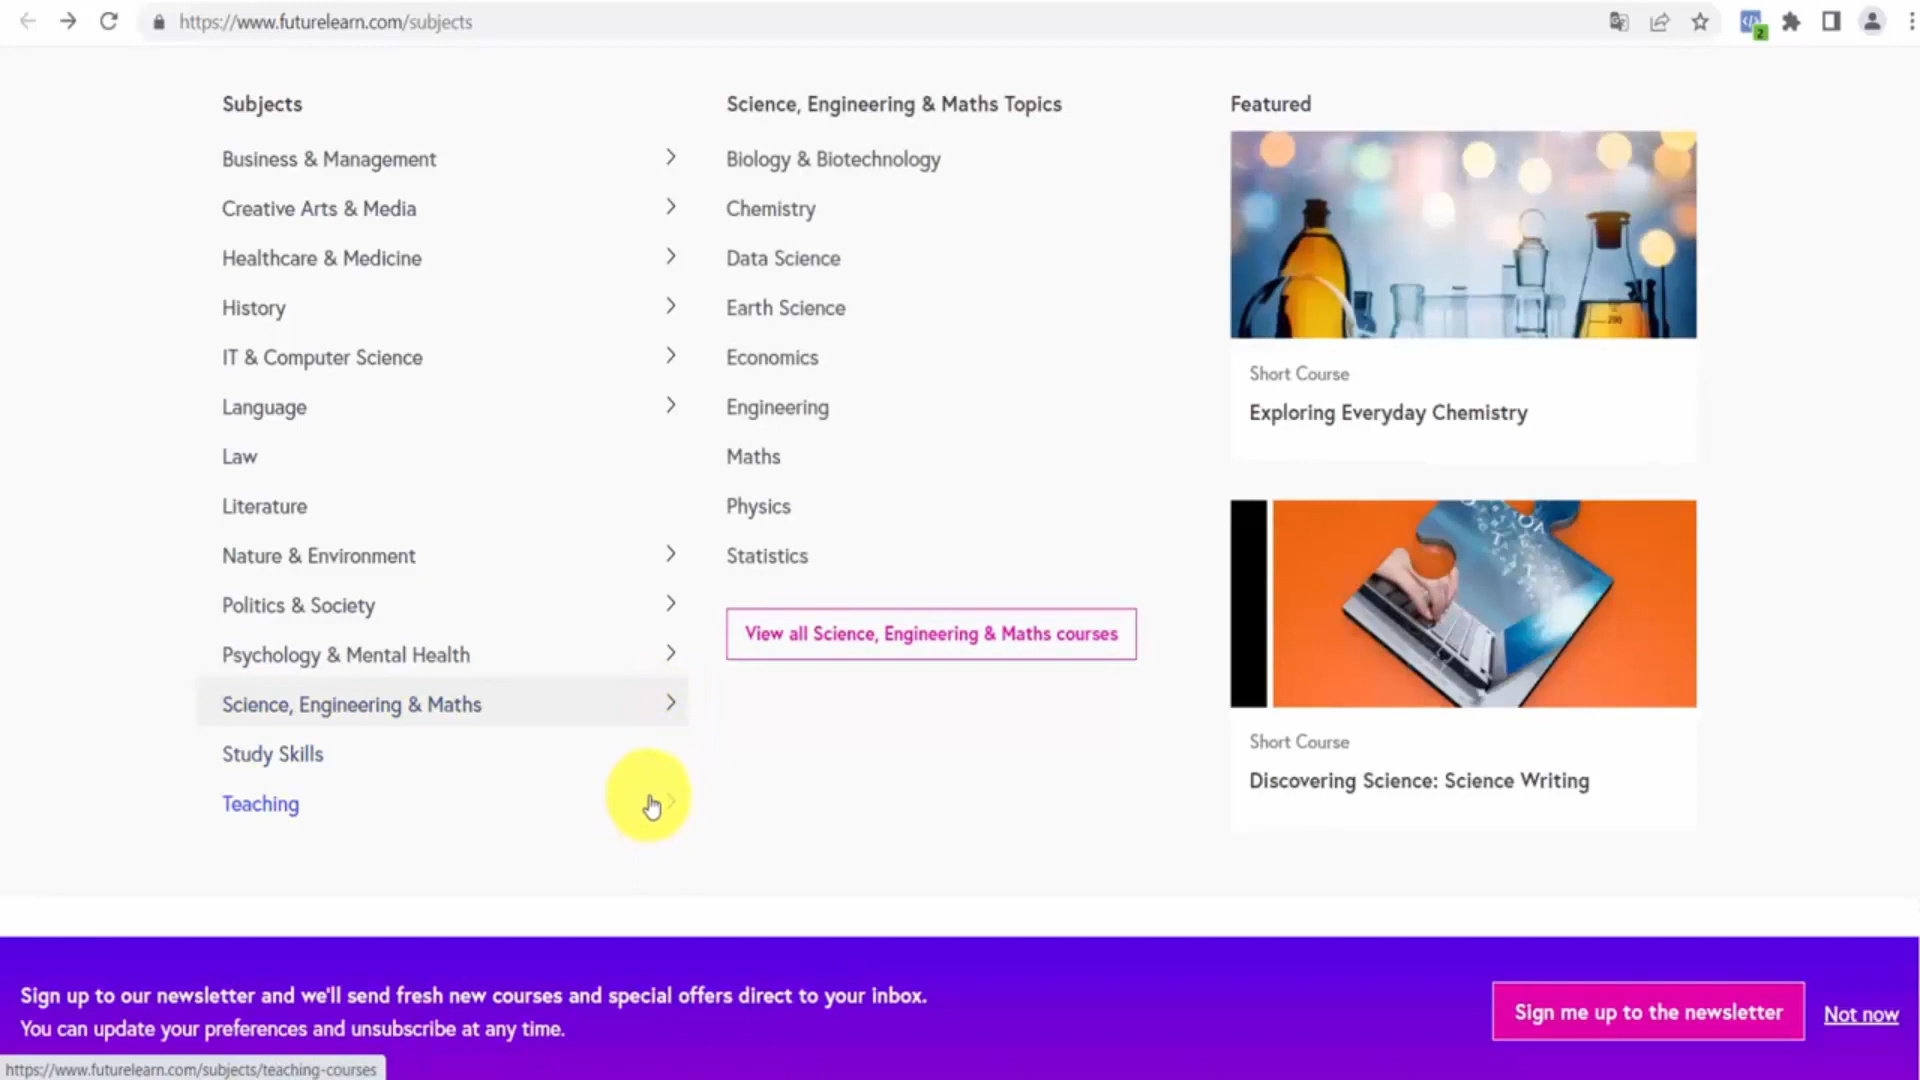 https://www.futurelearn.com/subjects
2
Subjects
Business & Management
Creative Arts & Media
Healthcare & Medicine
History
IT & Computer Science
Language
Law
Literature
Nature & Environment
Politics & Society
Psychology & Mental Health
Science, Engineering & Maths
Study Skills
Teaching
Science, Engineering & Maths Topics
Biology & Biotechnology
Chemistry
Data Science
Earth Science
Economics
Engineering
Maths
Physics
Statistics
View all Science, Engineering & Maths courses
Featured
200
Short Course
Exploring Everyday Chemistry
Short Course
Discovering Science: Science Writing
Sign up to our newsletter and we'll send fresh new courses and special offers direct to your inbox.
You can update your preferences and unsubscribe at any time.
Sign me up to the newsletter
Not now
https://www.futurelearn.com/subjects/teaching-courses